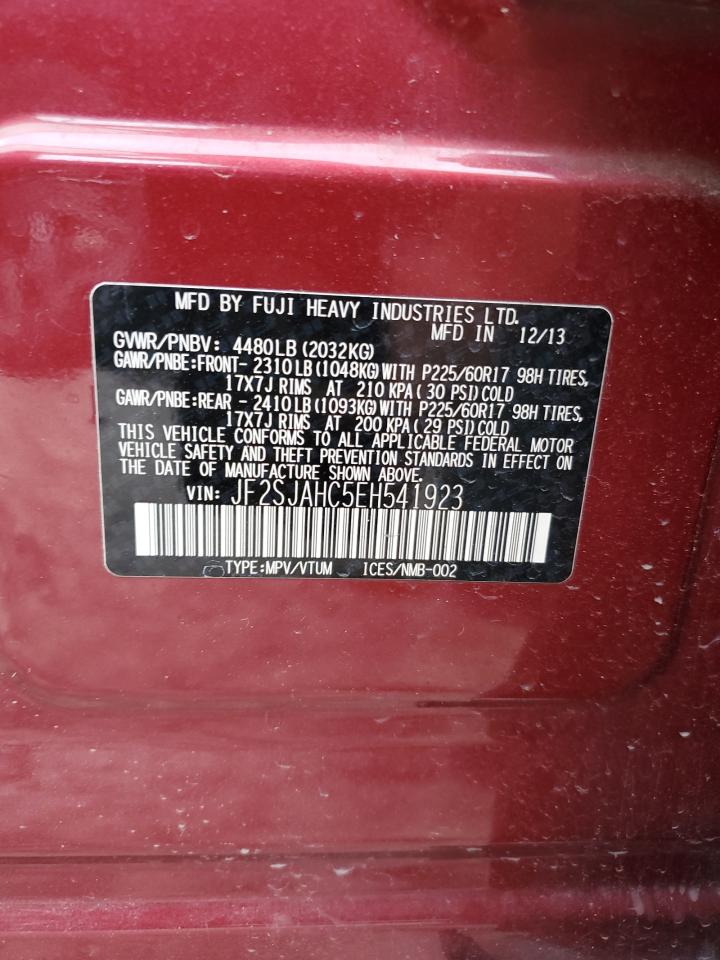 MFD BY FUJI HEAVY INDUSTRIES LTD.
MFD IN 12/13
GVWR/PNBV: 4480LB (2032KG)
GAWR/PNBE:FRONT- 2310LB(1048KG)WITH P225/60R17 98H TIRES,
17X7J RIMS AT 210KPA( 30 PSI)COLD
GAWR/PNBE:REAR - 2410LB(1093KG)WITH P225/60R17 98H TIRES,
17X7J RIMS AT 200KPA( 29 PSI)COLD
THIS VEHICLE CONFORMS TO ALL APPLICABLE FEDERAL MOTOR
VEHICLE SAFETY AND THEFT PREVENTION STANDARDS IN EFFECT ON
THE DATE OF MANUFACTURE SHOWN ABOVE.
VIN: JF2SJAHC5EH541923
TYPE:MPV/VTUM ICES/NMB-002